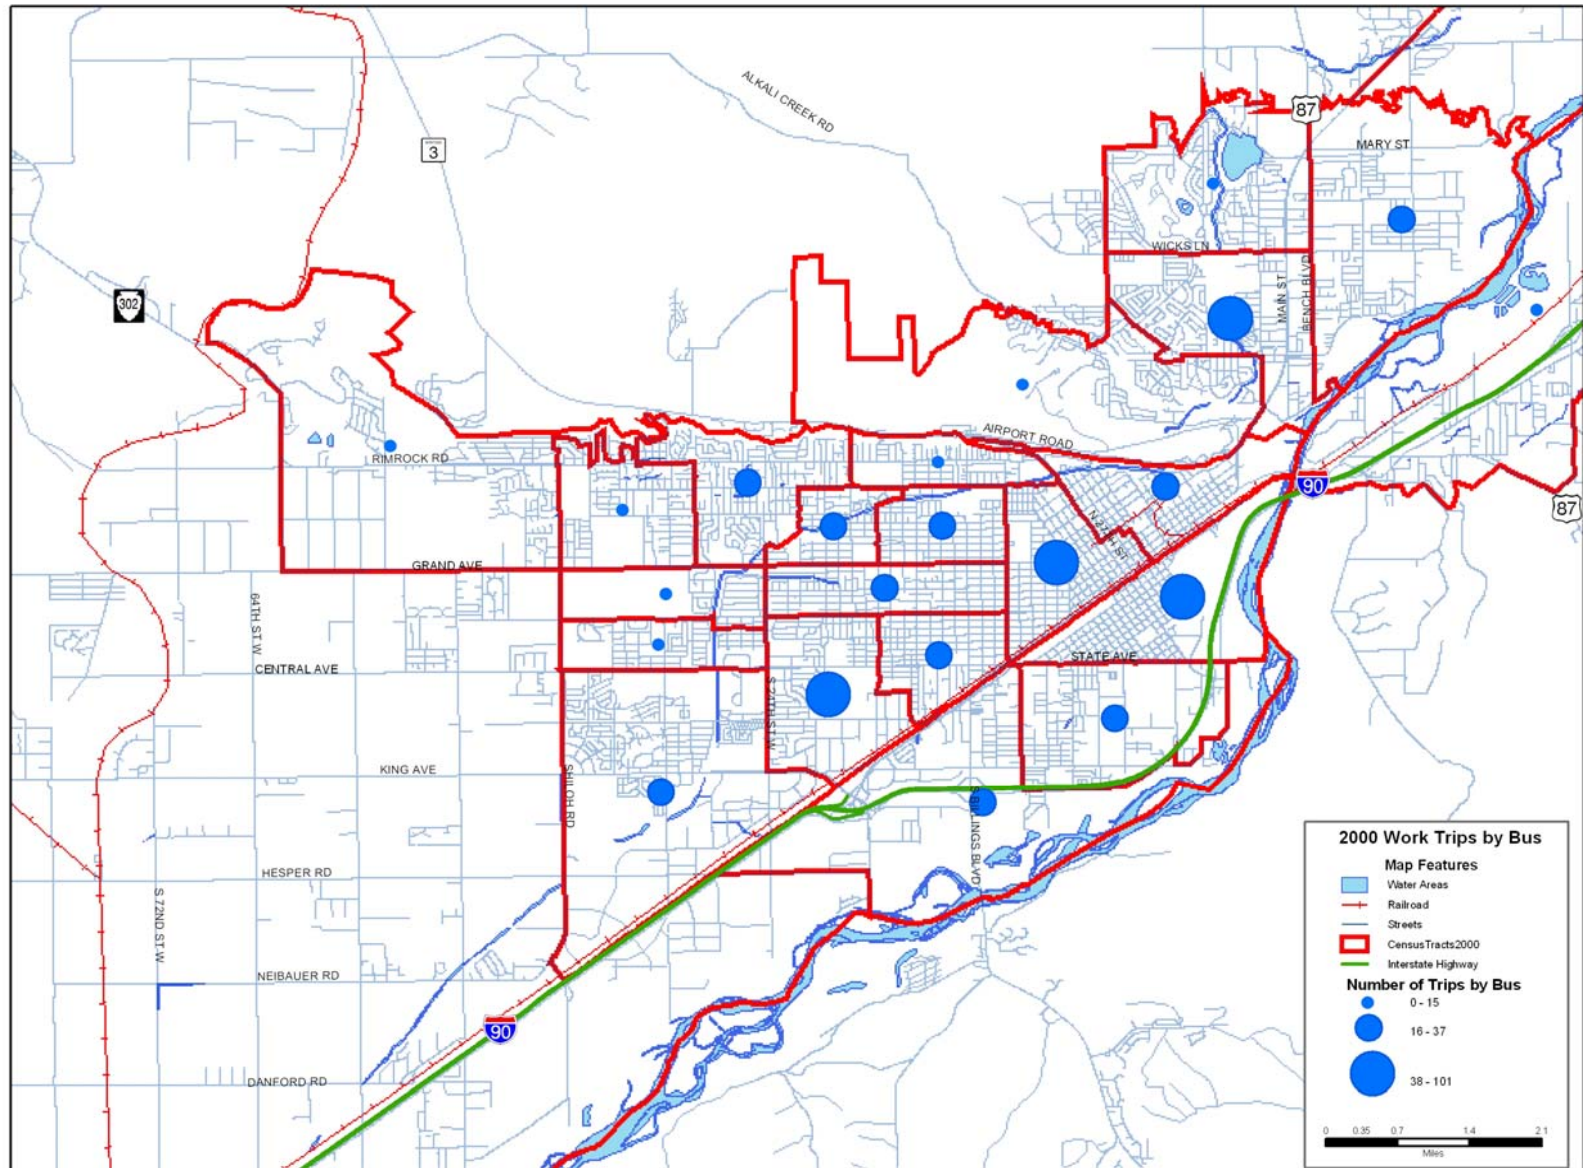 ALKALI CREEK RD
87
3
MARY ST
WICKS LN
302
MAIN ST
BENCH BLVD
AIRPORT ROAD
RIMROCK RD
90
87
N 27TH ST
GRAND AVE
64TH ST W
STATE AVE
CENTRAL AVE
S 24TH ST W
KING AVE
SHILOH RD
S BILLINGS BLVD
HESPER RD
S 72ND ST W
NEIBAUER RD
90
DANFORD RD
2000 Work Trips by Bus
Map Features
Water Areas
Railroad
Streets
CensusTracts2000
Interstate Highway
Number of Trips by Bus
0 - 15
16 - 37
38 - 101
0 0.35 0.7 1.4 2.1
Miles